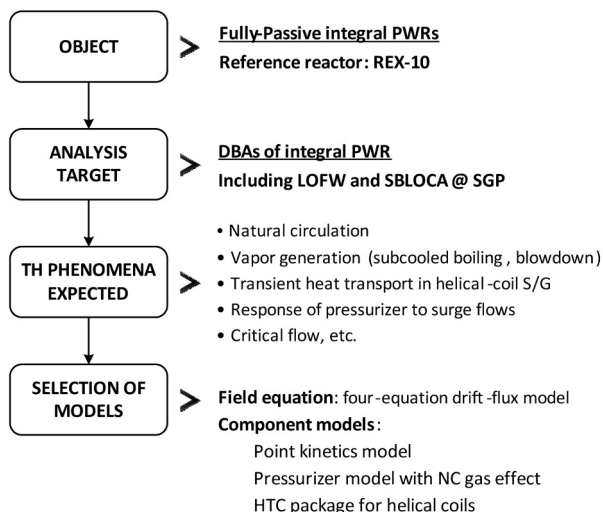 OBJECT
Fully-Passive integral PWRs
Reference reactor: REX-10
ANALYSIS
TARGET
DBAs of integral PWR
Including LOFW and SBLOCA @ SGP
TH PHENOMENA
EXPECTED
• Natural circulation
• Vapor generation (subcooled boiling , blowdown)
• Transient heat transport in helical -coil S/G
• Response of pressurizer to surge flows
• Critical flow, etc.
SELECTION OF
MODELS
Field equation: four-equation drift -flux model
Component models:
Point kinetics model
Pressurizer model with NC gas effect
HTC package for helical coils